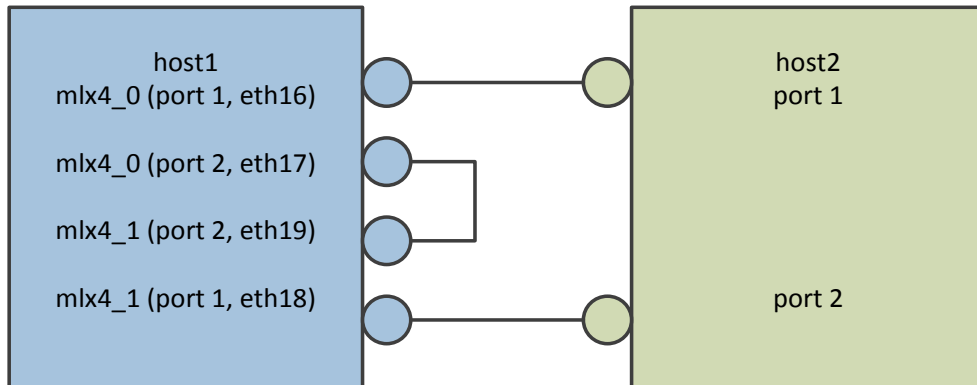 host1
mlx4_0 (port 1, eth16)
mlx4_0 (port 2, eth17)
mlx4_1 (port 2, eth19)
mlx4_1 (port 1, eth18)
host2
port 1
port 2